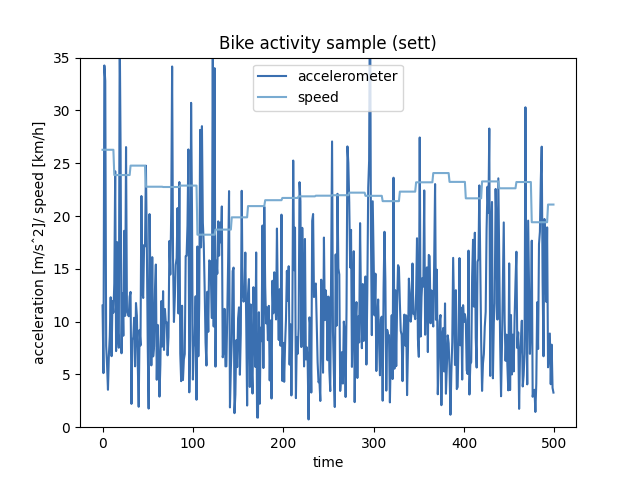 Bike activity sample (sett)
accelerometer
speed
acceleration [m/s^2]/ speed [km/h]
35
30
25
20
15
10
5
0
0 100 200 300 400 500
time